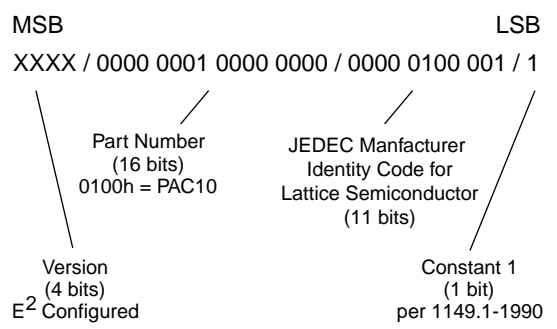 MSB LSB
XXXX / 0000 0001 0000 0000 / 0000 0100 001 / 1
Part Number
(16 bits)
0100h = PAC10
JEDEC Manfacturer
Identity Code for
Lattice Semiconductor
(11 bits)
Version
(4 bits)
E2 Configured
Constant 1
(1 bit)
per 1149.1-1990